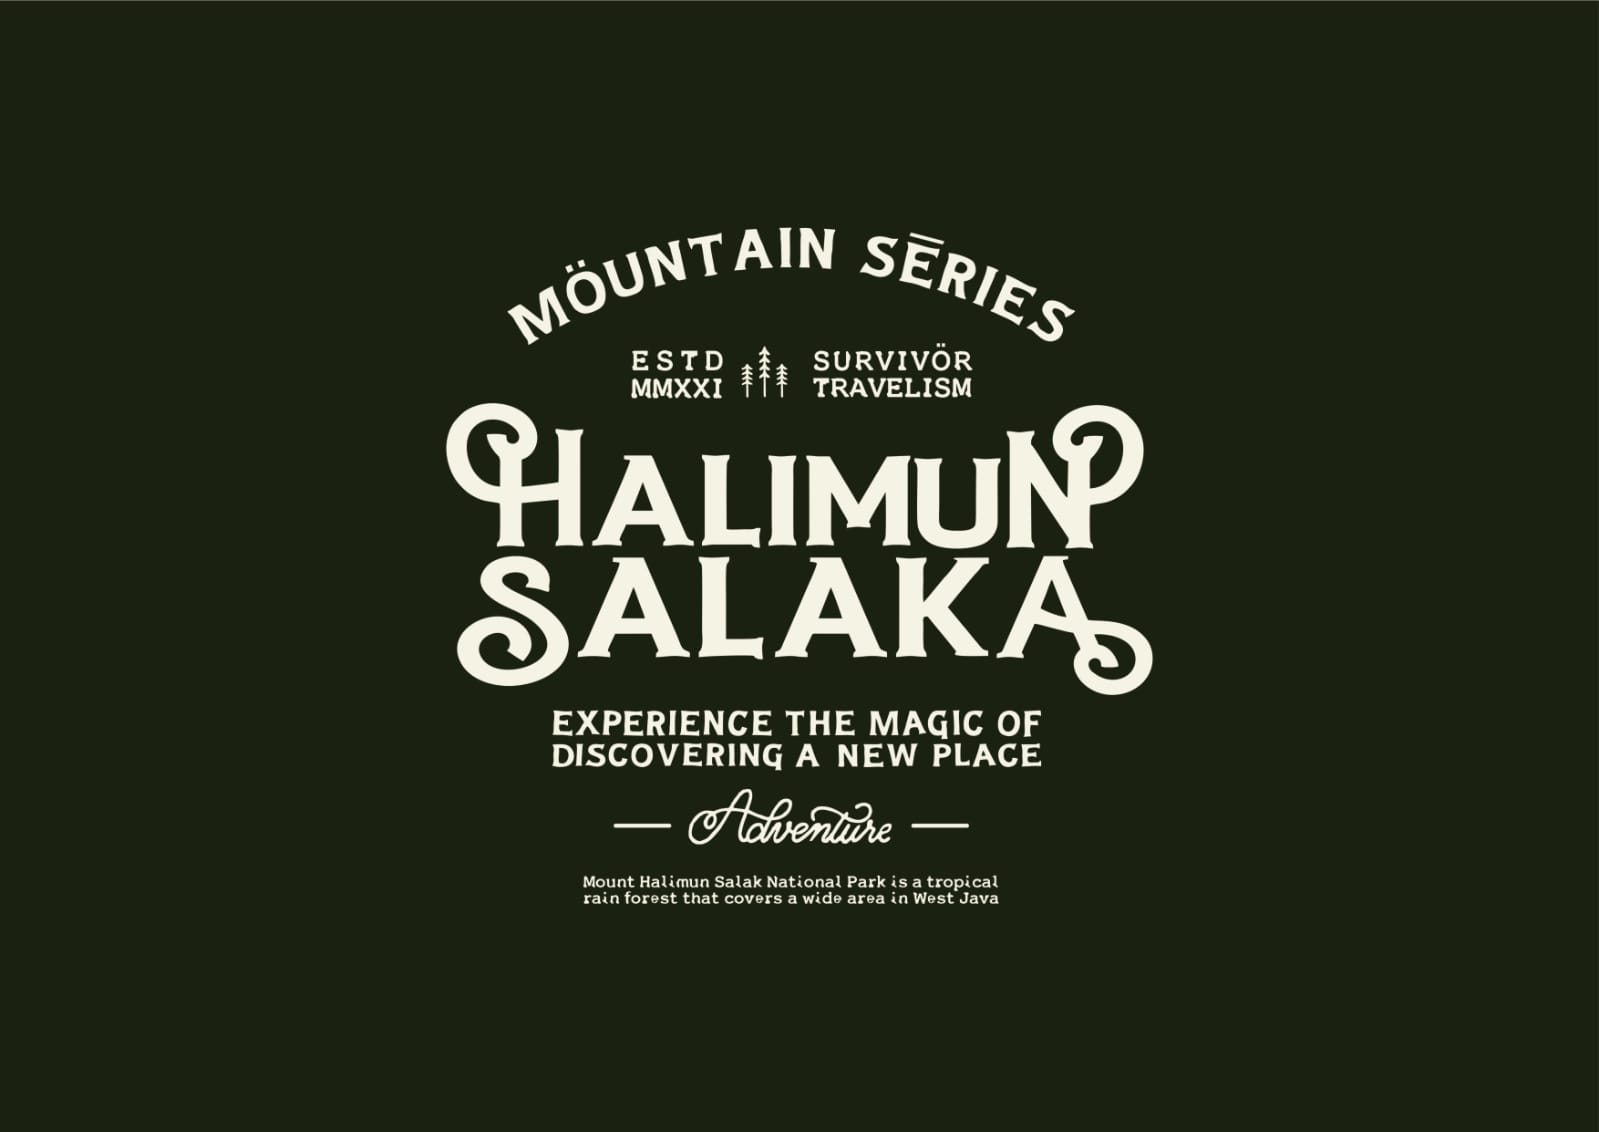 MÖUNTAIN SĒRIES
ESTD
MMXXI
SURVIVÖR
TRAVELISM
HALIMUN
SALAKA
EXPERIENCE THE MAGIC OF
DISCOVERING A NEW PLACE
Adventure
Mount Halimun Salak National Park is a tropical
rain forest that covers a wide area in West Java